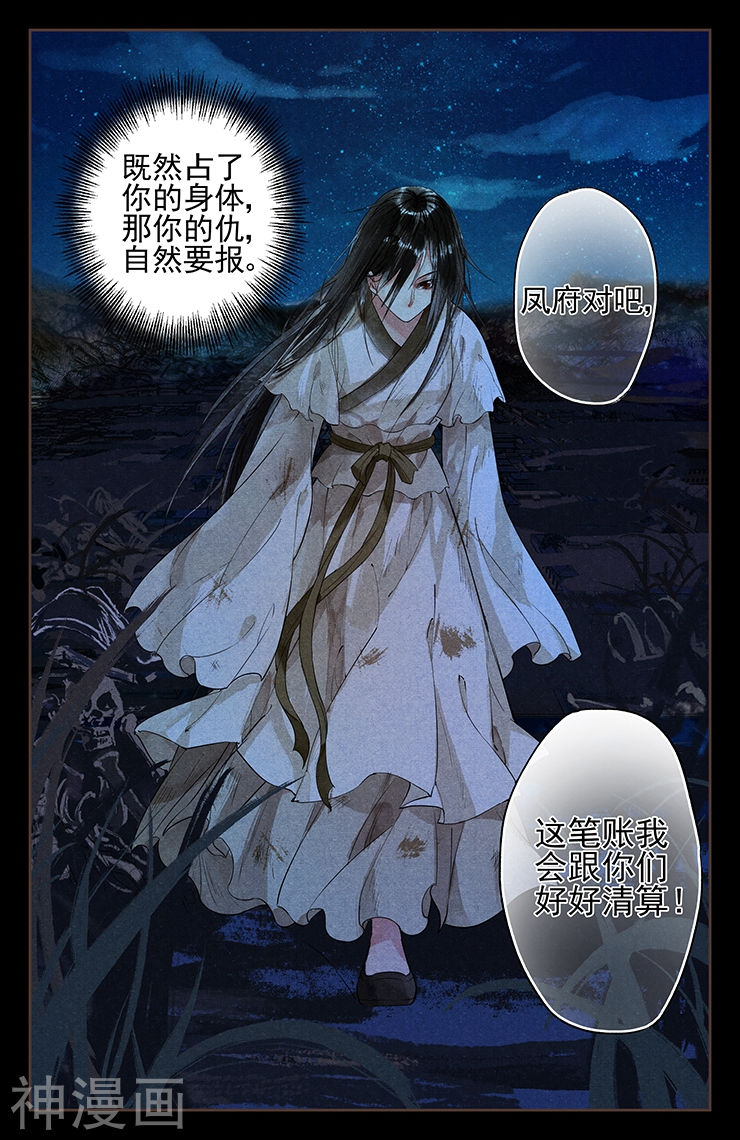 既然占了
你的身体，
那你的仇，
自然要报。
凤府对吧，
这笔账我
会跟你们
好好清算！
神漫画